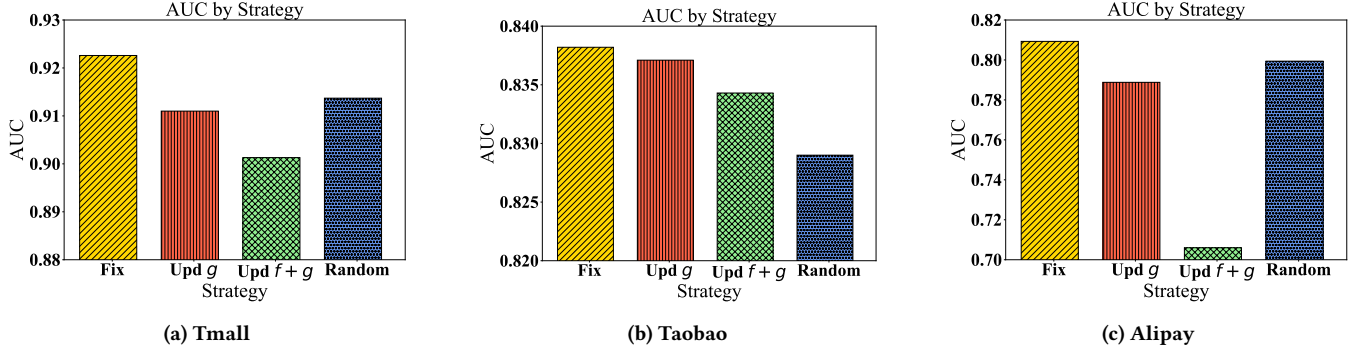 AUC by Strategy
0.93
0.92
0.91
0.90
0.89
0.88
AUC
Fix
Upd g
Upd f + g
Random
Strategy
(a) Tmall
AUC by Strategy
0.840
0.835
0.830
0.825
0.820
AUC
Fix
Upd g
Upd f + g
Random
Strategy
(b) Taobao
AUC by Strategy
0.82
0.80
0.78
0.76
0.74
0.72
0.70
AUC
Fix
Upd g
Upd f + g
Random
Strategy
(c) Alipay